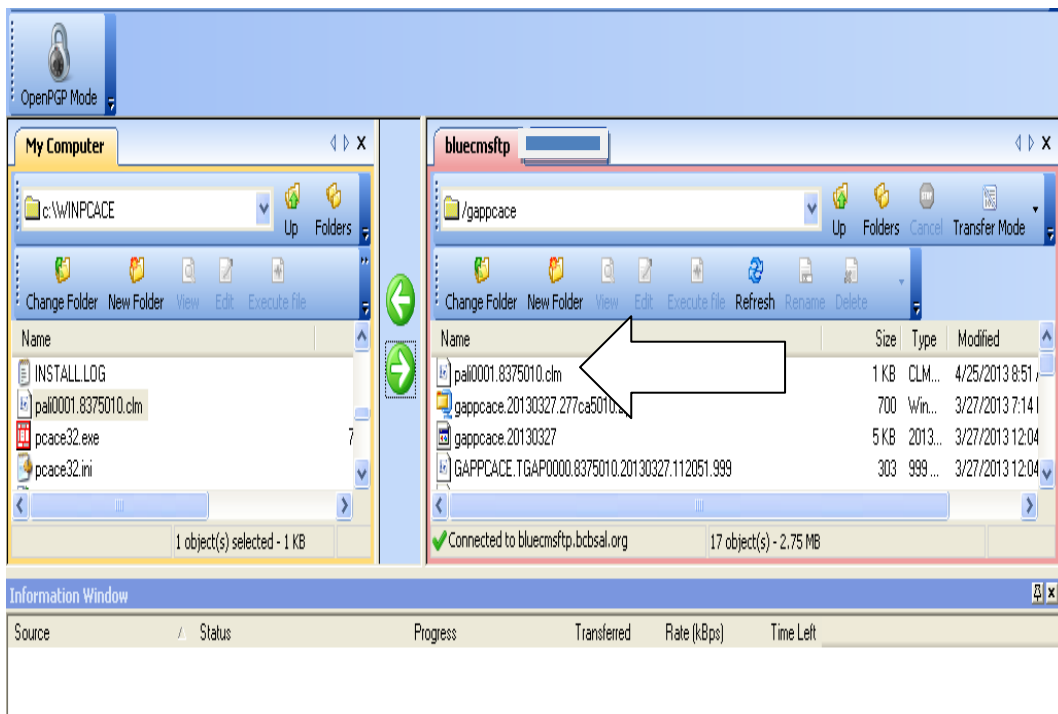 OpenPGP Mode
My Computer
c:\WINPCACE
Up Folders
Change Folder New Folder View Edit Execute file
Name
INSTALL.LOG
pali0001.8375010.clm
pcace32.exe 7
pcace32.ini
1 object(s) selected - 1 KB
bluecmsftp
/gappcace
Up Folders Cancel Transfer Mode
Change Folder New Folder View Edit Execute file Refresh Rename Delete
Name Size Type Modified
pali0001.8375010.clm 1 KB CLM... 4/25/2013 8:51
gappcace.20130327.277ca5010. 700 Win... 3/27/2013 7:14
gappcace.20130327 5 KB 2013... 3/27/2013 12:04
GAPPCACE.TGAP0000.8375010.20130327.112051.999 303 999 ... 3/27/2013 12:04
Connected to bluecmsftp.bcbsal.org 17 object(s) - 2.75 MB
Information Window
Source Status Progress Transferred Rate (kBps) Time Left